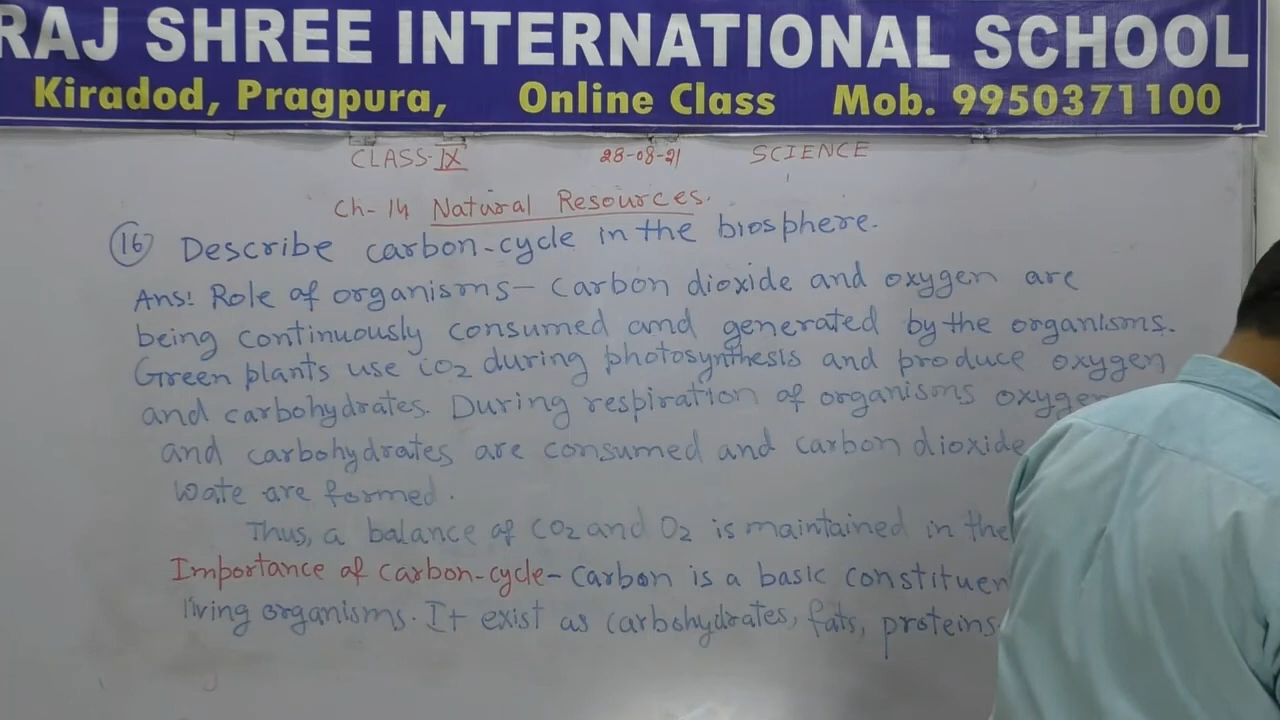 RAJ SHREE INTERNATIONAL SCHOOL
Kiradod, Pragpura, Online Class Mob. 9950371100
CLASS-IX 28-08-21 SCIENCE
Ch-14 Natural Resources.
16 Describe carbon-cycle in the biosphere.
Ans: Role of organisms- Carbon dioxide and oxygen are
being continuously consumed and generated by the organisms.
Green plants use CO2 during photosynthesis and produce oxygen
and carbohydrates. During respiration of organisms oxygen
and carbohydrates are consumed and carbon dioxide
wate are formed.
Thus, a balance of CO2 and O2 is maintained in the
Importance of carbon-cycle- Carbon is a basic constituen
living organisms. It exist as carbohydrates, fats, proteins